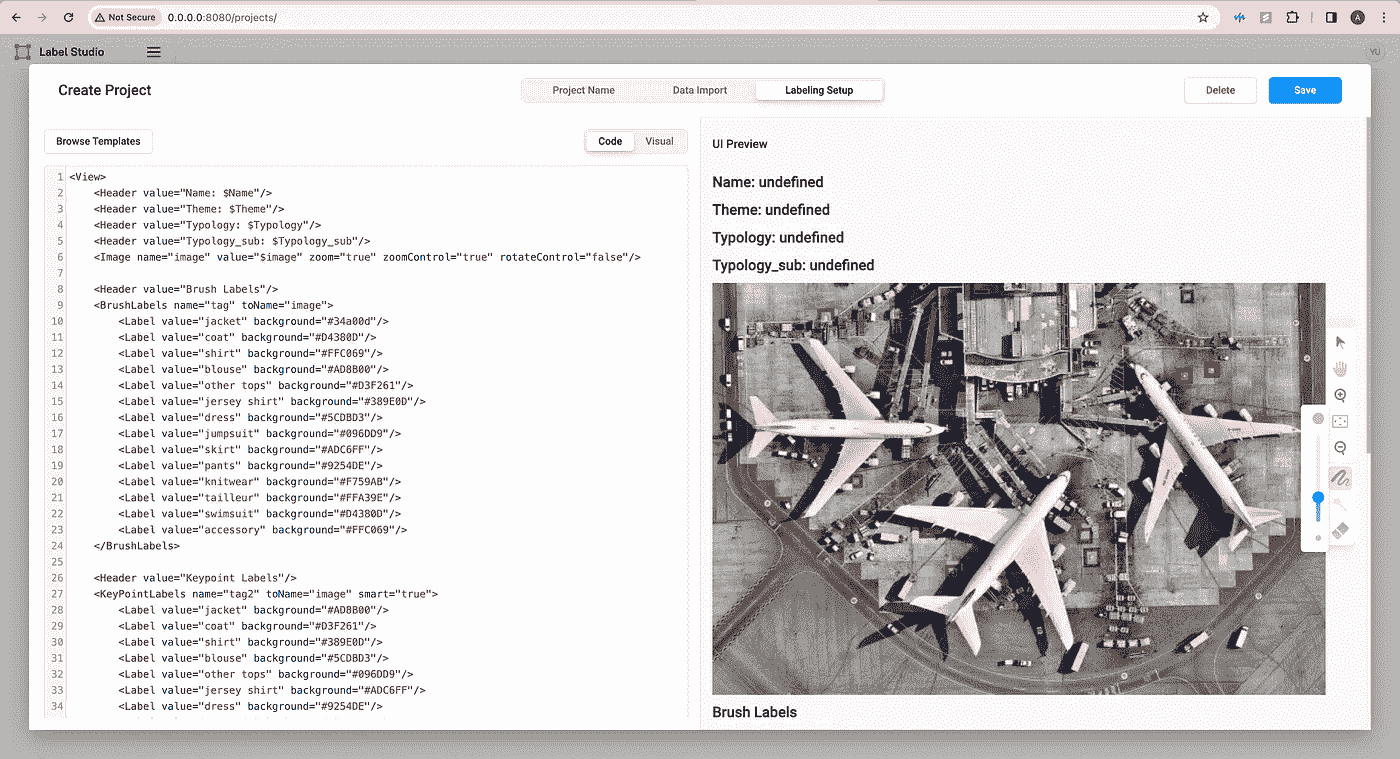 Not Secure 0.0.0.0:8080/projects/ A
Label Studio YU
Create Project Project Name Data Import Labeling Setup Delete Save
Browse Templates Code Visual
1 <View>
2 <Header value="Name: $Name"/>
3 <Header value="Theme: $Theme"/>
4 <Header value="Typology: $Typology"/>
5 <Header value="Typology_sub: $Typology_sub"/>
6 <Image name="image" value="$image" zoom="true" zoomControl="true" rotateControl="false"/>
7
8 <Header value="Brush Labels"/>
9 <BrushLabels name="tag" toName="image">
10 <Label value="jacket" background="#34a00d"/>
11 <Label value="coat" background="#D4380D"/>
12 <Label value="shirt" background="#FFC069"/>
13 <Label value="blouse" background="#AD8B00"/>
14 <Label value="other tops" background="#D3F261"/>
15 <Label value="jersey shirt" background="#389E0D"/>
16 <Label value="dress" background="#5CDBD3"/>
17 <Label value="jumpsuit" background="#096DD9"/>
18 <Label value="skirt" background="#ADC6FF"/>
19 <Label value="pants" background="#9254DE"/>
20 <Label value="knitwear" background="#F759AB"/>
21 <Label value="tailleur" background="#FFA39E"/>
22 <Label value="swimsuit" background="#D4380D"/>
23 <Label value="accessory" background="#FFC069"/>
24 </BrushLabels>
25
26 <Header value="Keypoint Labels"/>
27 <KeyPointLabels name="tag2" toName="image" smart="true">
28 <Label value="jacket" background="#AD8B00"/>
29 <Label value="coat" background="#D3F261"/>
30 <Label value="shirt" background="#389E0D"/>
31 <Label value="blouse" background="#5CDBD3"/>
32 <Label value="other tops" background="#096DD9"/>
33 <Label value="jersey shirt" background="#ADC6FF"/>
34 <Label value="dress" background="#9254DE"/>
UI Preview
Name: undefined
Theme: undefined
Typology: undefined
Typology_sub: undefined
Brush Labels